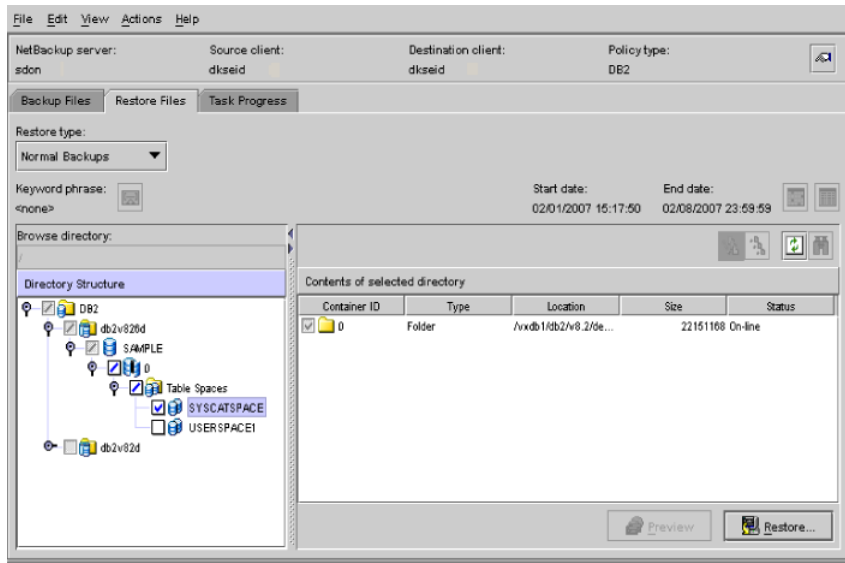 File Edit View Actions Help
NetBackup server: Source client: Destination client: Policy type:
sdon dkseid dkseid DB2
Backup Files Restore Files Task Progress
Restore type:
Normal Backups
Keyword phrase: Start date: End date:
<none> 02/01/2007 15:17:50 02/08/2007 23:59:59
Browse directory:
/
Directory Structure Contents of selected directory
Container ID Type Location Size Status
0 Folder /vxdb1/db2/v8.2/de... 22151168 On-line
DB2
db2v826d
SAMPLE
0
Table Spaces
SYSCATSPACE
USERSPACE1
db2v82d
Preview Restore...